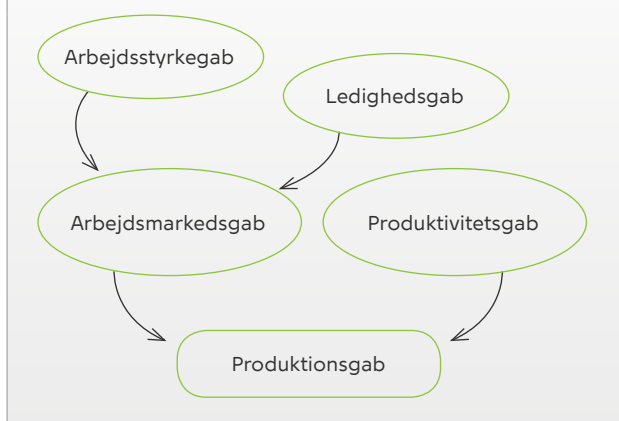 Arbejdsstyrkegab
Ledighedsgab
Arbejdsmarkedsgab
Produktivitetsgab
Produktionsgab